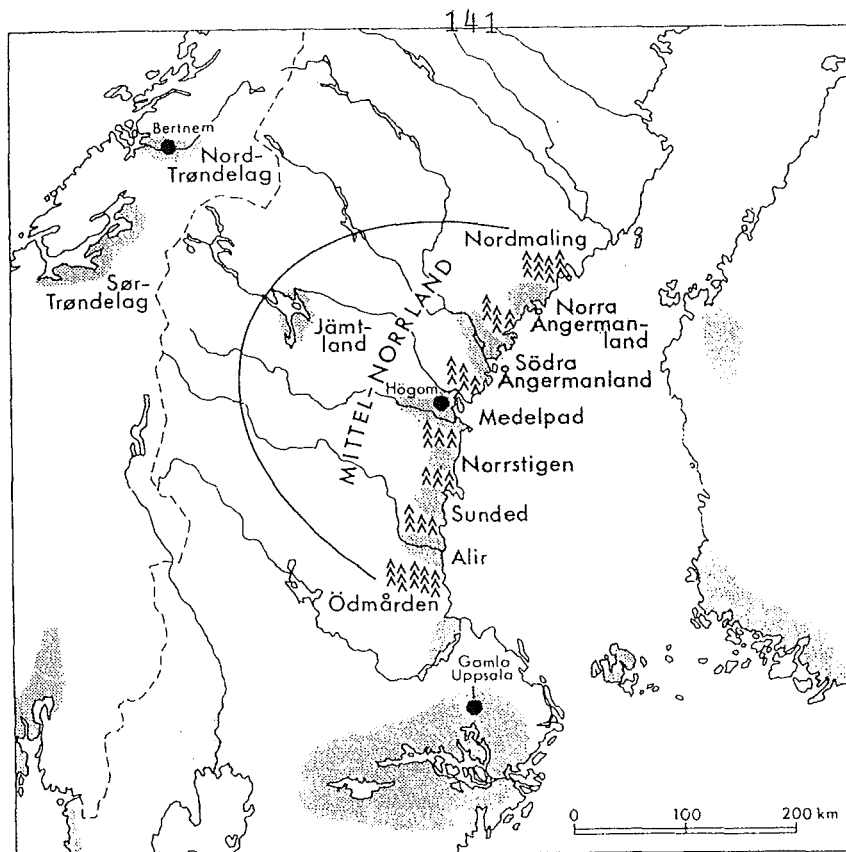 141
Bertnem
Nord-
Trøndelag
Nordmaling
Sør-
Trøndelag
Norra
Ångerman-
land
Jämt-
land
MITTEL-NORRLAND
Södra
Ångermanland
Högom
Medelpad
Norrstigen
Sunded
Alir
Ödmården
Gamla
Uppsala
0 100 200 km